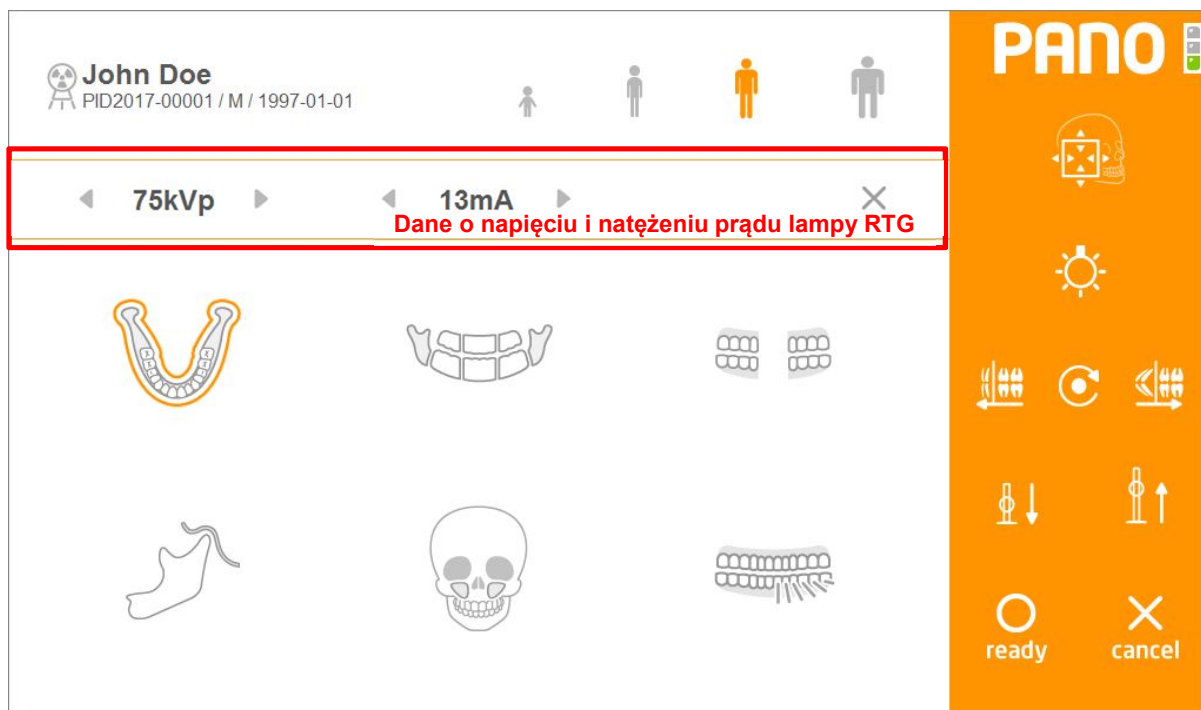 PANO
John Doe
PID2017-00001 / M / 1997-01-01
75kVp
13mA
Dane o napięciu i natężeniu prądu lampy RTG
ready
cancel